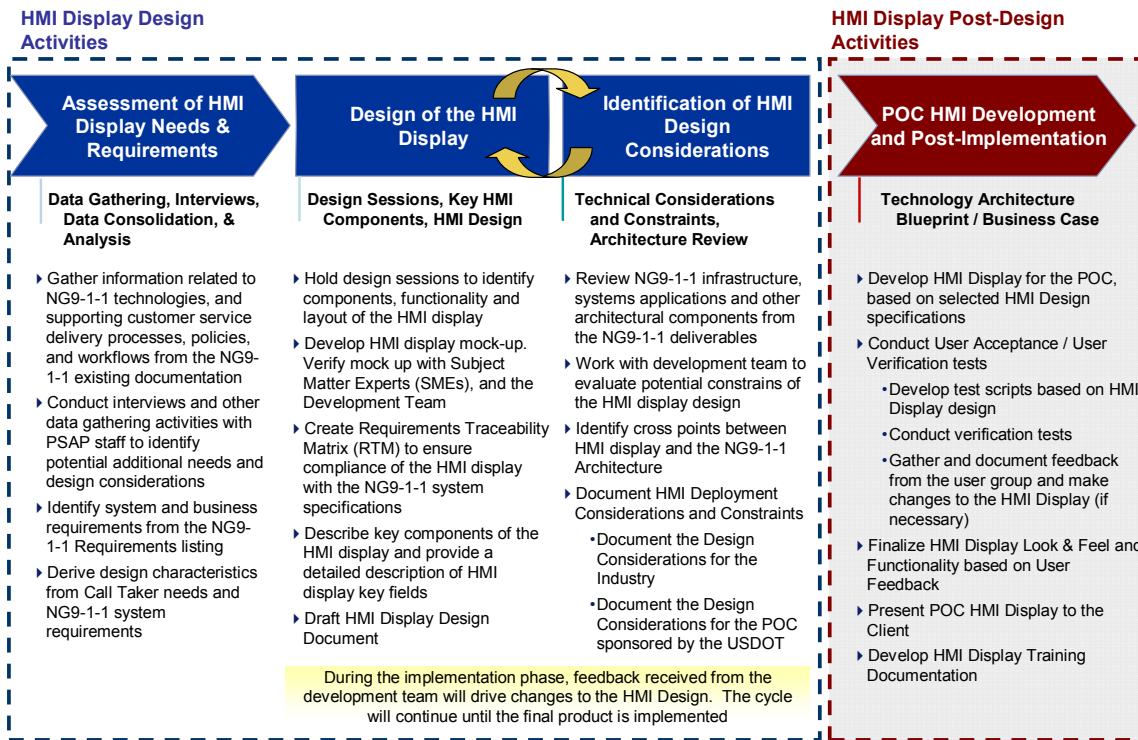 HMI Display Design
Activities
Assessment of HMI
Display Needs &
Requirements
Data Gathering, Interviews,
Data Consolidation, &
Analysis
Gather information related to
NG9-1-1 technologies, and
supporting customer service
delivery processes, policies,
and workflows from the NG9-
1-1 existing documentation
Conduct interviews and other
data gathering activities with
PSAP staff to identify
potential additional needs and
design considerations
Identify system and business
requirements from the NG9-
1-1 Requirements listing
Derive design characteristics
from Call Taker needs and
NG9-1-1 system
requirements
Design of the HMI
Display
Design Sessions, Key HMI
Components, HMI Design
Hold design sessions to identify
components, functionality and
layout of the HMI display
Develop HMI display mock-up.
Verify mock up with Subject
Matter Experts (SMEs), and the
Development Team
Create Requirements Traceability
Matrix (RTM) to ensure
compliance of the HMI display
with the NG9-1-1 system
specifications
Describe key components of the
HMI display and provide a
detailed description of HMI
display key fields
Draft HMI Display Design
Document
Identification of HMI
Design
Considerations
Technical Considerations
and Constraints,
Architecture Review
Review NG9-1-1 infrastructure,
systems applications and other
architectural components from
the NG9-1-1 deliverables
Work with development team to
evaluate potential constrains of
the HMI display design
Identify cross points between
HMI display and the NG9-1-1
Architecture
Document HMI Deployment
Considerations and Constraints
•Document the Design
Considerations for the
Industry
•Document the Design
Considerations for the POC
sponsored by the USDOT
During the implementation phase, feedback received from the
development team will drive changes to the HMI Design. The cycle
will continue until the final product is implemented
HMI Display Post-Design
Activities
POC HMI Development
and Post-Implementation
Technology Architecture
Blueprint / Business Case
Develop HMI Display for the POC,
based on selected HMI Design
specifications
Conduct User Acceptance / User
Verification tests
•Develop test scripts based on HMI
Display design
•Conduct verification tests
•Gather and document feedback
from the user group and make
changes to the HMI Display (if
necessary)
Finalize HMI Display Look & Feel and
Functionality based on User
Feedback
Present POC HMI Display to the
Client
Develop HMI Display Training
Documentation